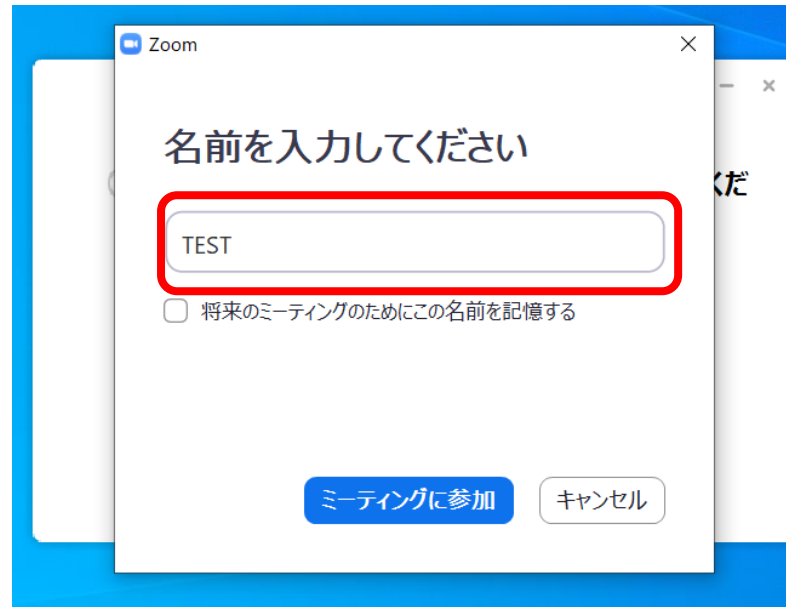 Zoom
名前を入力してください
くだ
TEST
将来のミーティングのためにこの名前を記憶する
ミーティングに参加
キャンセル